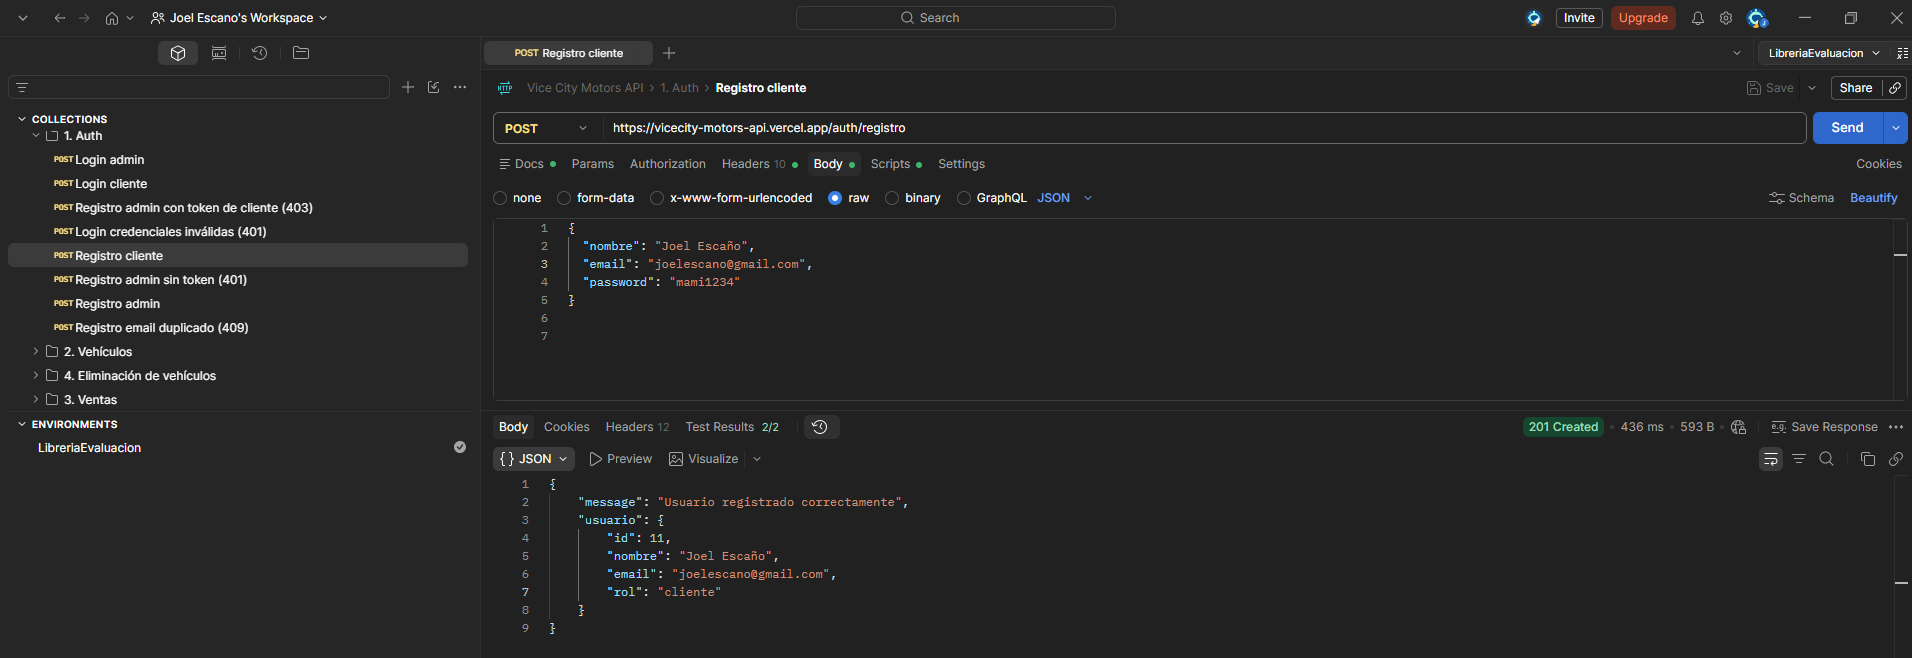 Joel Escano's Workspace
Search
Invite
Upgrade
POST Registro cliente
LibreriaEvaluacion
HTTP Vice City Motors API › 1. Auth › Registro cliente
Save
Share
COLLECTIONS
1. Auth
POST Login admin
POST Login cliente
POST Registro admin con token de cliente (403)
POST Login credenciales inválidas (401)
POST Registro cliente
POST Registro admin sin token (401)
POST Registro admin
POST Registro email duplicado (409)
2. Vehículos
4. Eliminación de vehículos
3. Ventas
ENVIRONMENTS
LibreriaEvaluacion
POST https://vicecity-motors-api.vercel.app/auth/registro
Send
Docs Params Authorization Headers 10 Body Scripts Settings
Cookies
none form-data x-www-form-urlencoded raw binary GraphQL JSON
Schema Beautify
1 {
2 "nombre": "Joel Escaño",
3 "email": "joelescano@gmail.com",
4 "password": "mami1234"
5 }
6
7
Body Cookies Headers 12 Test Results 2/2
201 Created • 436 ms • 593 B
e.g. Save Response
{} JSON Preview Visualize
1 {
2 "message": "Usuario registrado correctamente",
3 "usuario": {
4 "id": 11,
5 "nombre": "Joel Escaño",
6 "email": "joelescano@gmail.com",
7 "rol": "cliente"
8 }
9 }